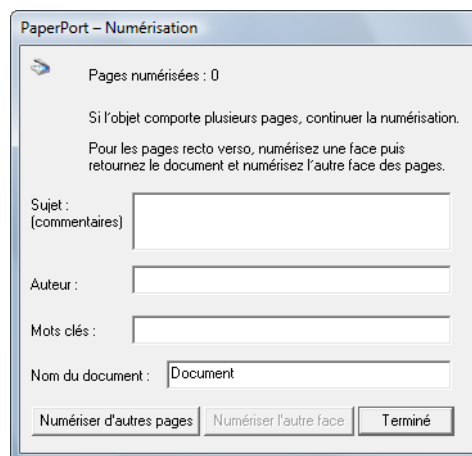 PaperPort – Numérisation
Pages numérisées : 0
Si l'objet comporte plusieurs pages, continuer la numérisation.
Pour les pages recto verso, numérisez une face puis
retournez le document et numérisez l'autre face des pages.
Sujet :
(commentaires)
Auteur :
Mots clés :
Nom du document : Document
Numériser d'autres pages Numériser l'autre face Terminé